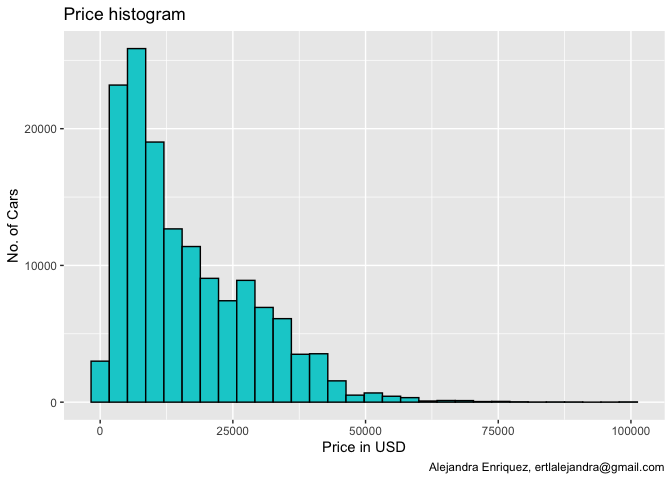 Price histogram
No. of Cars
20000
10000
0
0 25000 50000 75000 100000
Price in USD
Alejandra Enriquez, ertlalejandra@gmail.com